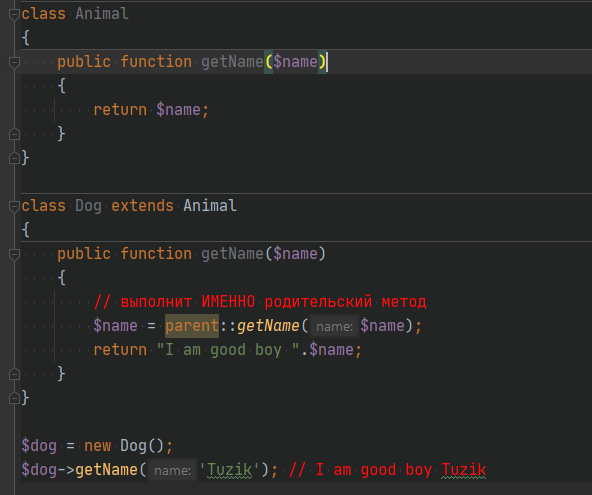 class Animal
{
    public function getName($name)
    {
        return $name;
    }
}
class Dog extends Animal
{
    public function getName($name)
    {
        // выполнит ИМЕННО родительский метод
        $name = parent::getName( name: $name);
        return "I am good boy ".$name;
    }
}
$dog = new Dog();
$dog->getName( name: 'Tuzik'); // I am good boy Tuzik